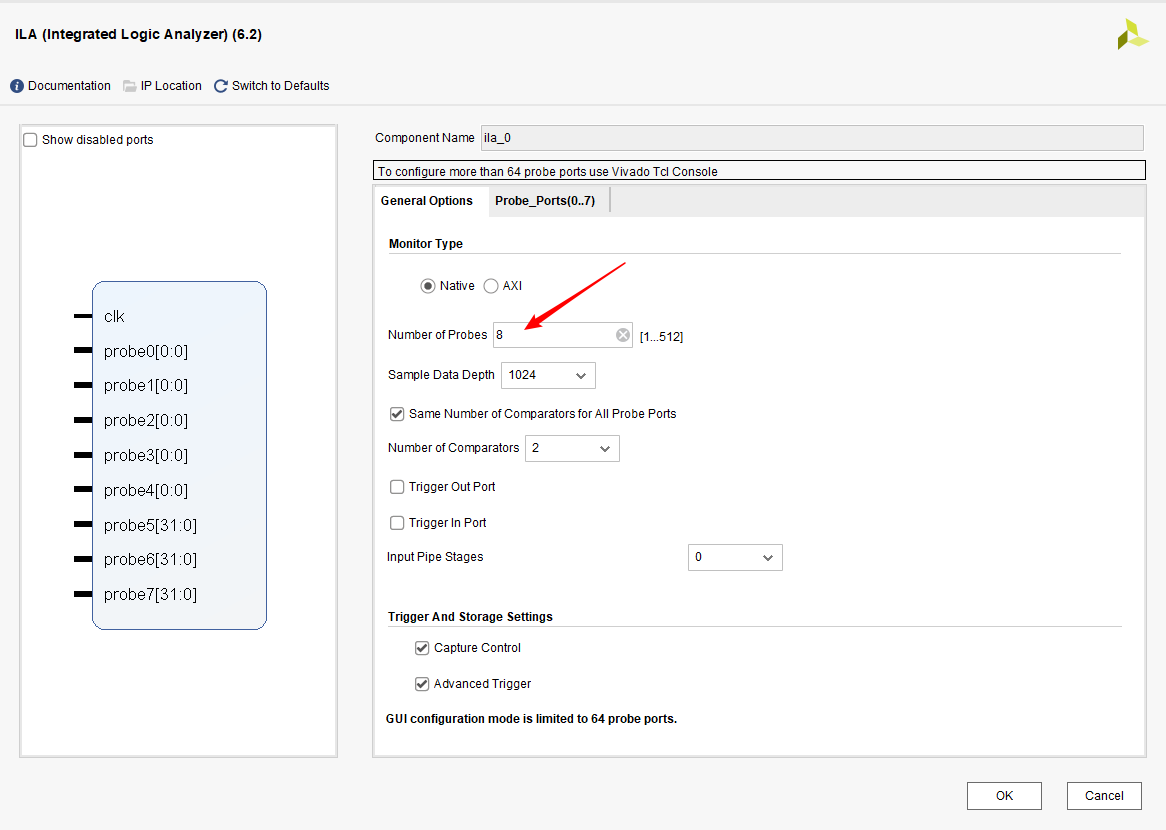 ILA (Integrated Logic Analyzer) (6.2)
Documentation IP Location Switch to Defaults
Show disabled ports
clk
probe0[0:0]
probe1[0:0]
probe2[0:0]
probe3[0:0]
probe4[0:0]
probe5[31:0]
probe6[31:0]
probe7[31:0]
Component Name ila_0
To configure more than 64 probe ports use Vivado Tcl Console
General Options Probe_Ports(0..7)
Monitor Type
Native AXI
Number of Probes 8 [1...512]
Sample Data Depth 1024
Same Number of Comparators for All Probe Ports
Number of Comparators 2
Trigger Out Port
Trigger In Port
Input Pipe Stages 0
Trigger And Storage Settings
Capture Control
Advanced Trigger
GUI configuration mode is limited to 64 probe ports.
OK Cancel